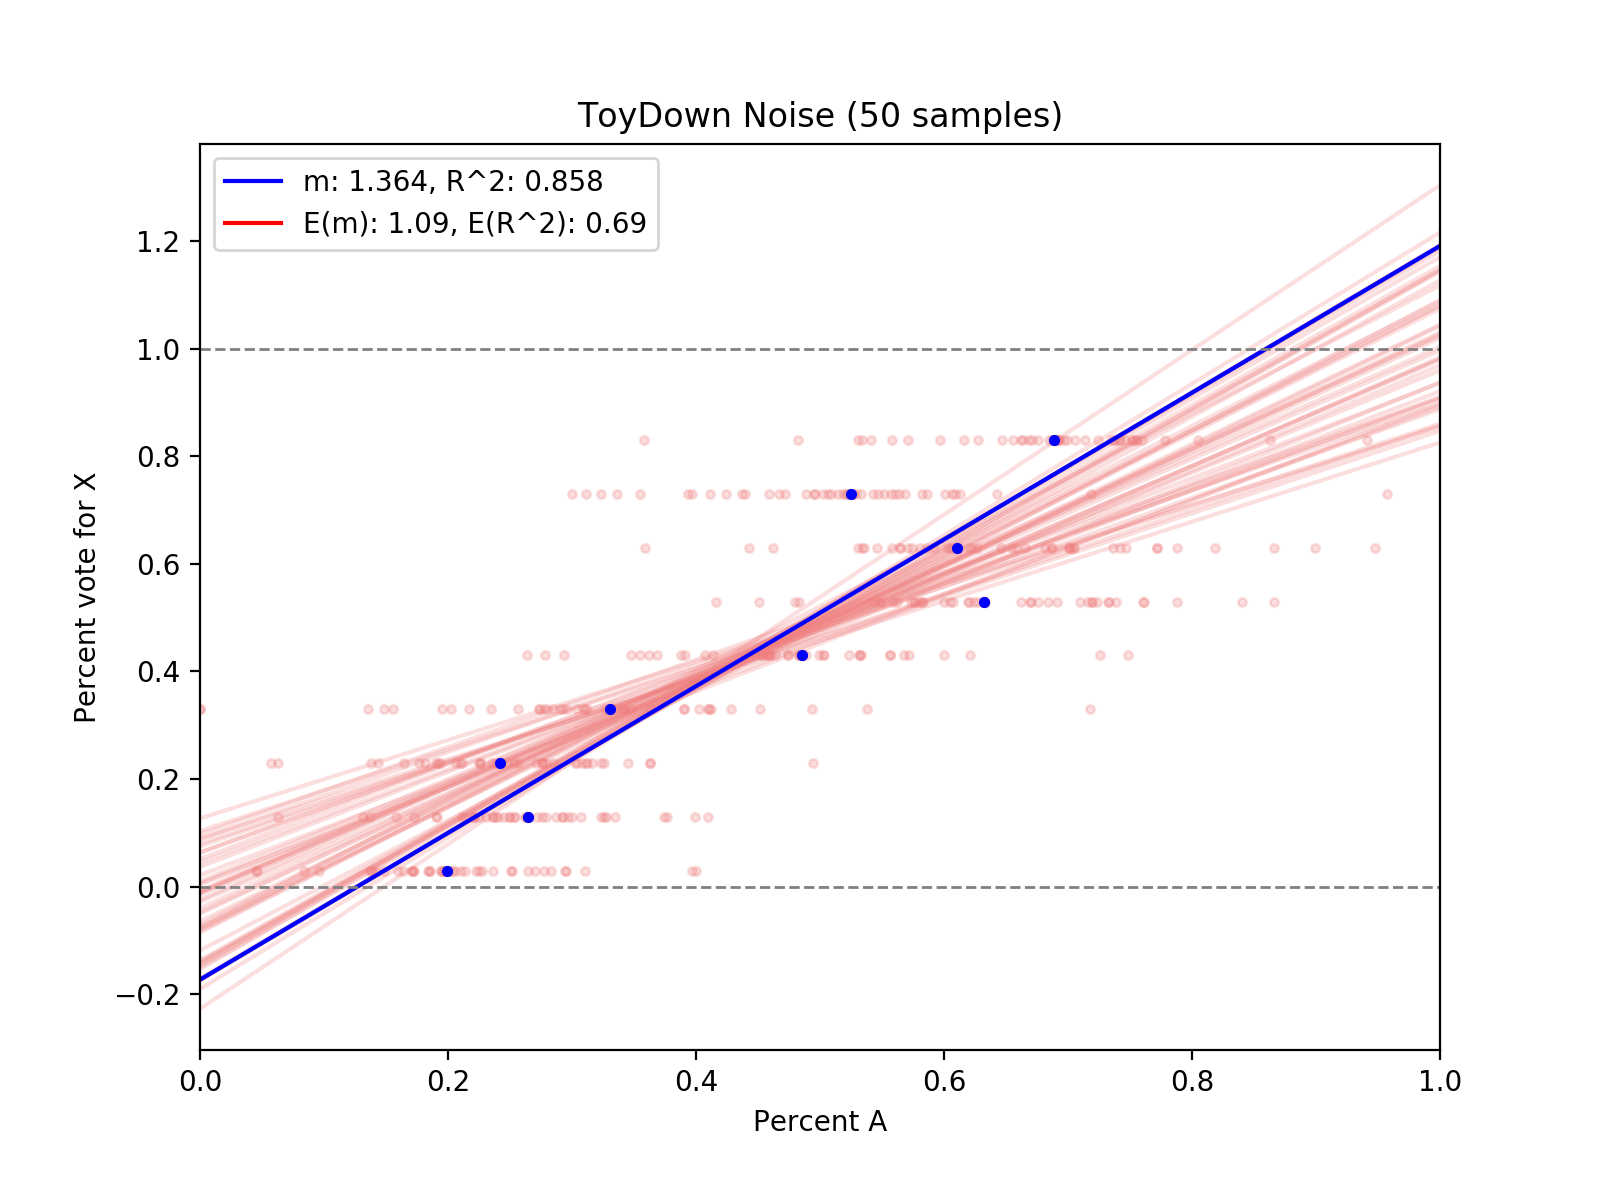 ToyDown Noise (50 samples)
m: 1.364, R^2: 0.858
E(m): 1.09, E(R^2): 0.69
1.2
1.0
0.8
0.6
0.4
0.2
0.0
−0.2
Percent vote for X
0.0 0.2 0.4 0.6 0.8 1.0
Percent A